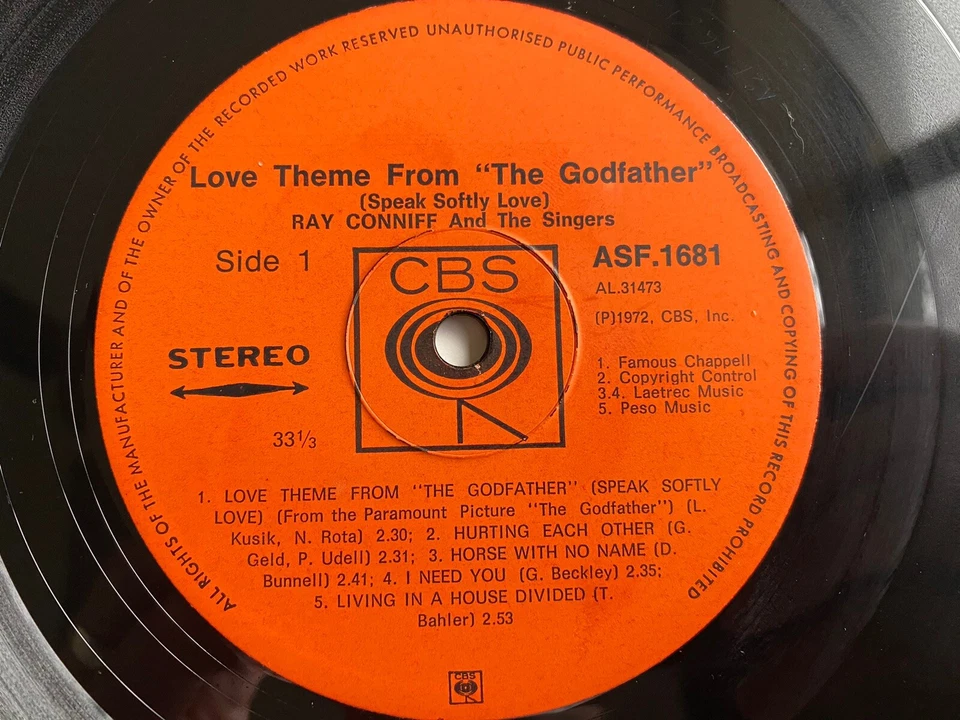 ALL RIGHTS OF THE MANUFACTURER AND OF THE OWNER OF THE RECORDED WORK RESERVED UNAUTHORISED PUBLIC PERFORMANCE BROADCASTING AND COPYING OF THIS RECORD PROHIBITED
Love Theme From "The Godfather"
(Speak Softly Love)
RAY CONNIFF And The Singers
Side 1
CBS
ASF.1681
AL.31473
(P)1972, CBS, Inc.
STEREO
33⅓
1. Famous Chappell
2. Copyright Control
3.4. Laetrec Music
5. Peso Music
1. LOVE THEME FROM "THE GODFATHER" (SPEAK SOFTLY
LOVE) (From the Paramount Picture "The Godfather") (L.
Kusik, N. Rota) 2.30; 2. HURTING EACH OTHER (G.
Geld, P. Udell) 2.31; 3. HORSE WITH NO NAME (D.
Bunnell) 2.41; 4. I NEED YOU (G. Beckley) 2.35;
5. LIVING IN A HOUSE DIVIDED (T.
Bahler) 2.53
CBS